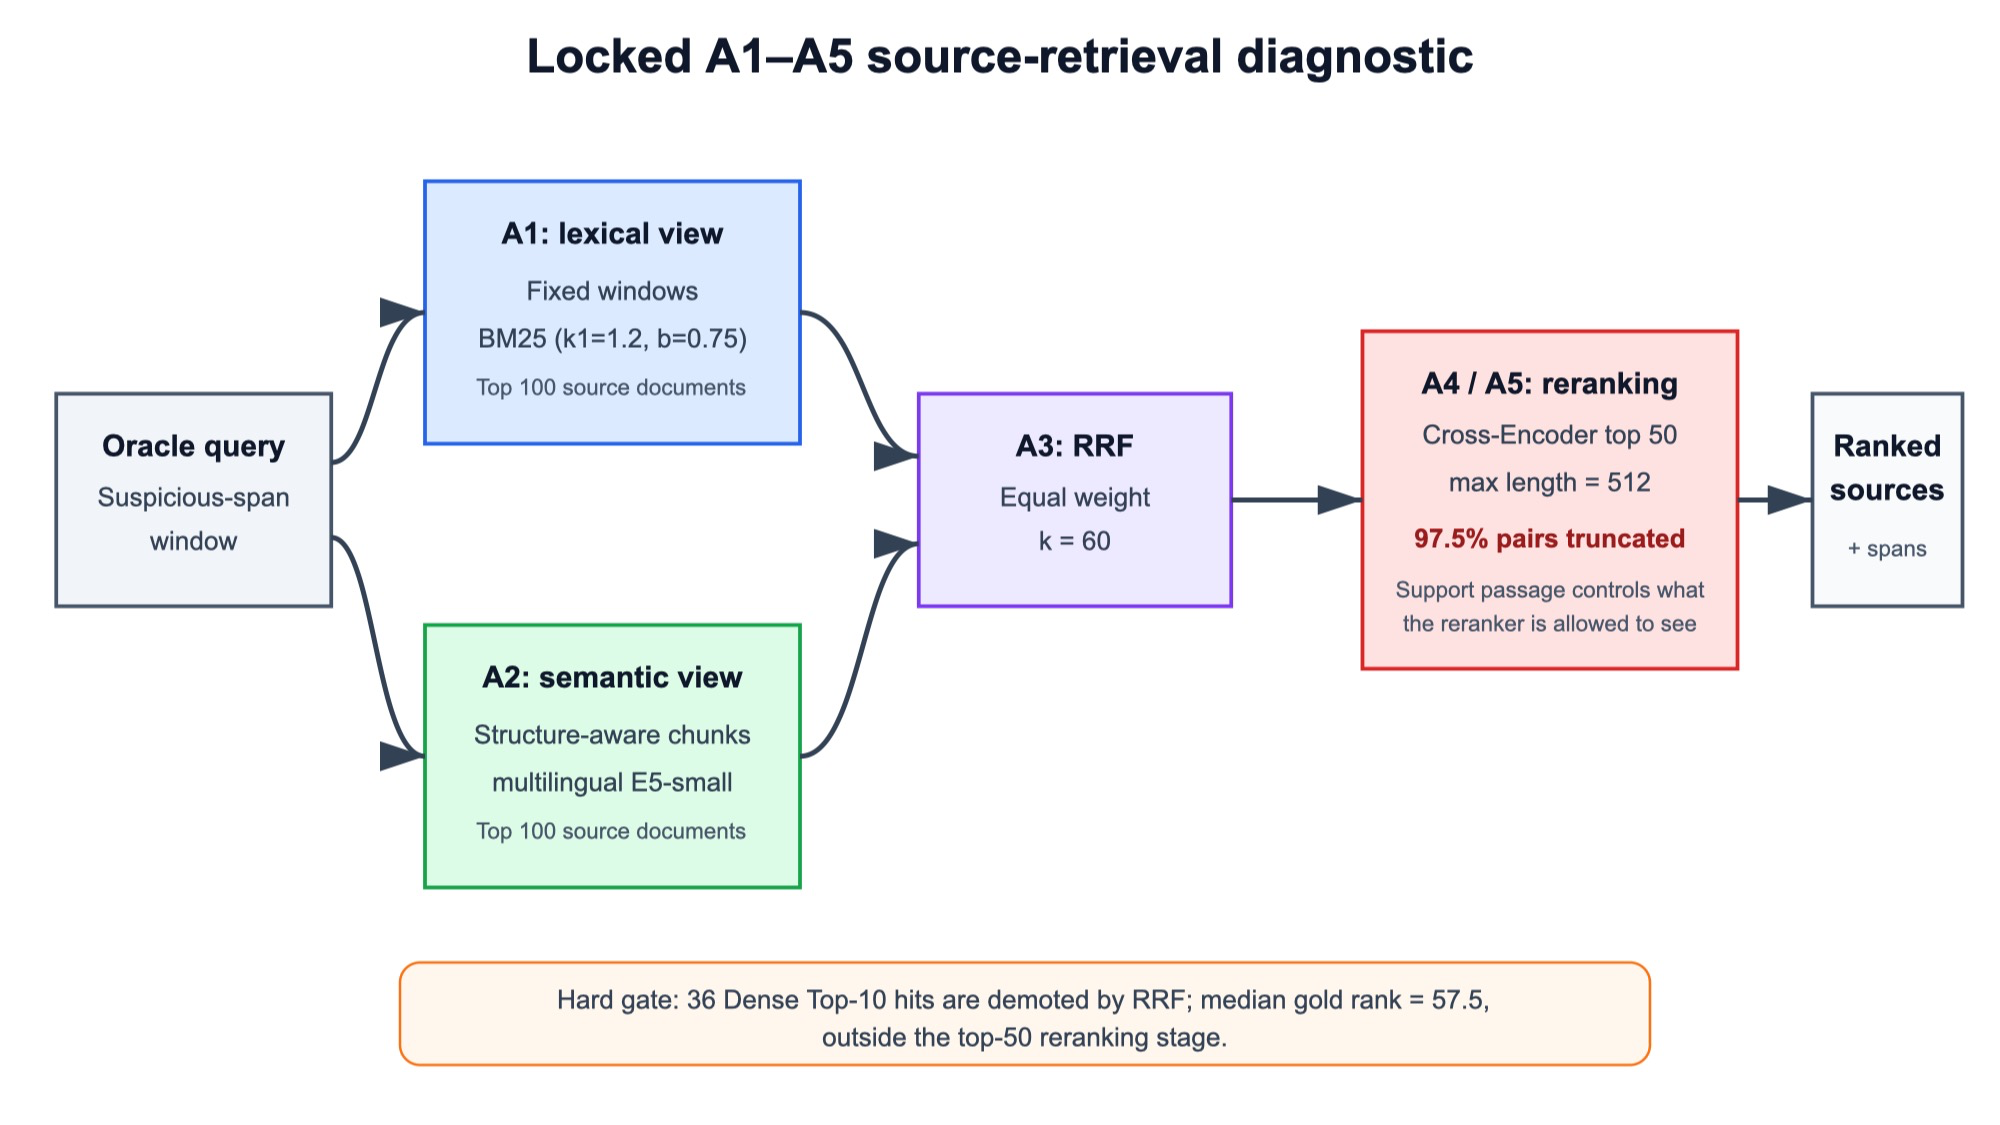 Locked A1–A5 source-retrieval diagnostic
Oracle query
Suspicious-span
window
A1: lexical view
Fixed windows
BM25 (k1=1.2, b=0.75)
Top 100 source documents
A2: semantic view
Structure-aware chunks
multilingual E5-small
Top 100 source documents
A3: RRF
Equal weight
k = 60
A4 / A5: reranking
Cross-Encoder top 50
max length = 512
97.5% pairs truncated
Support passage controls what
the reranker is allowed to see
Ranked
sources
+ spans
Hard gate: 36 Dense Top-10 hits are demoted by RRF; median gold rank = 57.5,
outside the top-50 reranking stage.